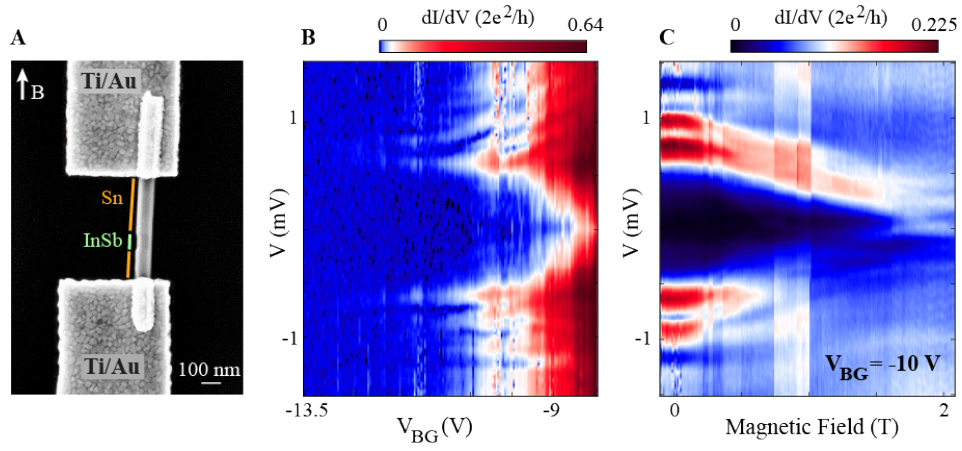 A
Ti/Au
B
Sn
InSb
Ti/Au
100 nm
B
dI/dV (2e²/h)
0
0.64
V (mV)
1
-1
-13.5
V_BG (V)
-9
C
dI/dV (2e²/h)
0
0.225
V (mV)
1
-1
V_BG = -10 V
0
Magnetic Field (T)
2